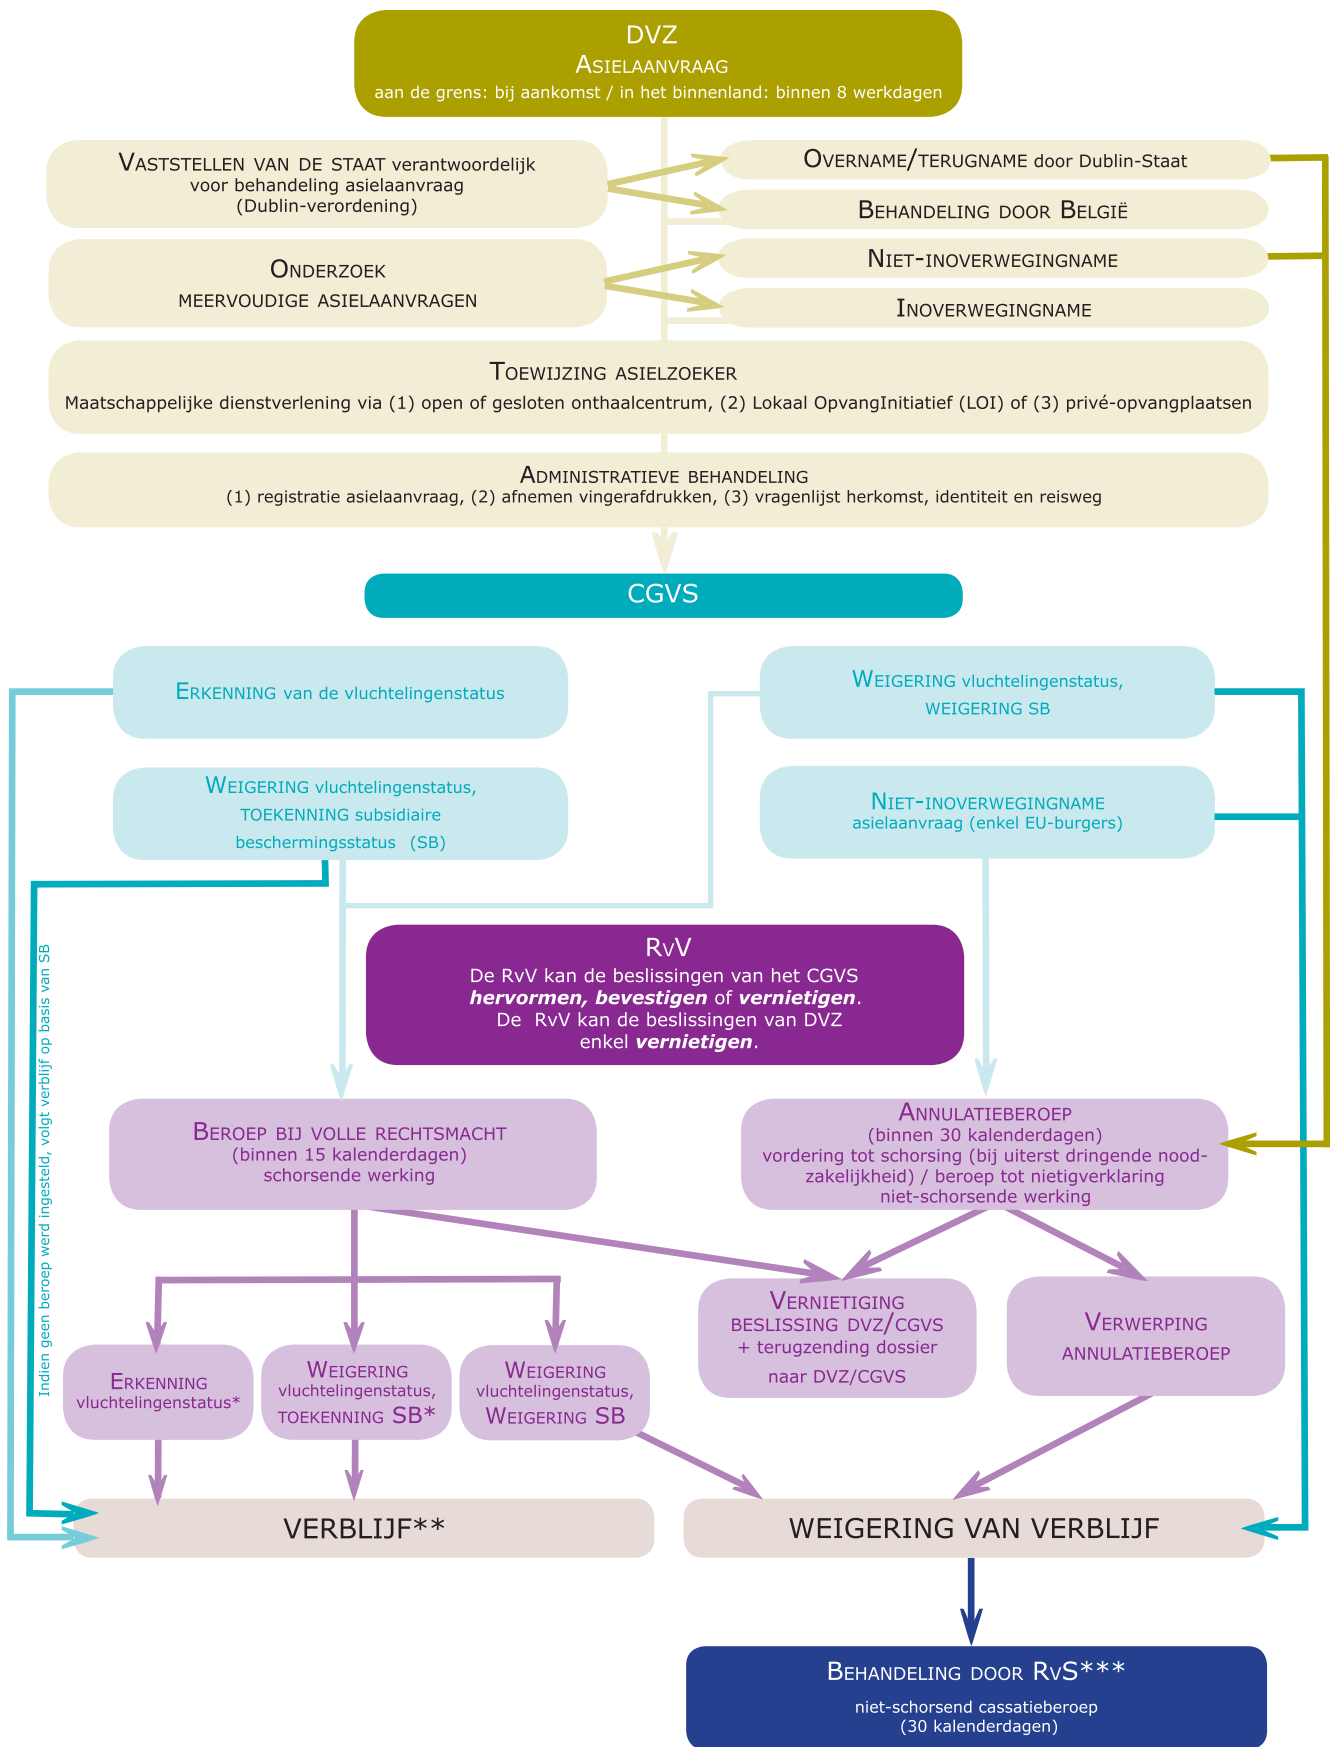 DVZ
Asielaanvraag
aan de grens: bij aankomst / in het binnenland: binnen 8 werkdagen
Vaststellen van de staat verantwoordelijk
voor behandeling asielaanvraag
(Dublin-verordening)
Overname/terugname door Dublin-Staat
Behandeling door België
Onderzoek
meervoudige asielaanvragen
Niet-inoverwegingname
Inoverwegingname
Toewijzing asielzoeker
Maatschappelijke dienstverlening via (1) open of gesloten onthaalcentrum, (2) Lokaal OpvangInitiatief (LOI) of (3) privé-opvangplaatsen
Administratieve behandeling
(1) registratie asielaanvraag, (2) afnemen vingerafdrukken, (3) vragenlijst herkomst, identiteit en reisweg
CGVS
Erkenning van de vluchtelingenstatus
Weigering vluchtelingenstatus,
weigering SB
Weigering vluchtelingenstatus,
toekenning subsidiaire
beschermingsstatus (SB)
Niet-inoverwegingname
asielaanvraag (enkel EU-burgers)
Indien geen beroep werd ingesteld, volgt verblijf op basis van SB
RvV
De RvV kan de beslissingen van het CGVS
hervormen, bevestigen of vernietigen.
De RvV kan de beslissingen van DVZ
enkel vernietigen.
Beroep bij volle rechtsmacht
(binnen 15 kalenderdagen)
schorsende werking
Annulatieberoep
(binnen 30 kalenderdagen)
vordering tot schorsing (bij uiterst dringende nood-
zakelijkheid) / beroep tot nietigverklaring
niet-schorsende werking
Erkenning
vluchtelingenstatus*
Weigering
vluchtelingenstatus,
toekenning SB*
Weigering
vluchtelingenstatus,
Weigering SB
Vernietiging
beslissing dvz/cgvs
+ terugzending dossier
naar DVZ/CGVS
Verwerping
annulatieberoep
VERBLIJF**
WEIGERING VAN VERBLIJF
Behandeling door RvS***
niet-schorsend cassatieberoep
(30 kalenderdagen)